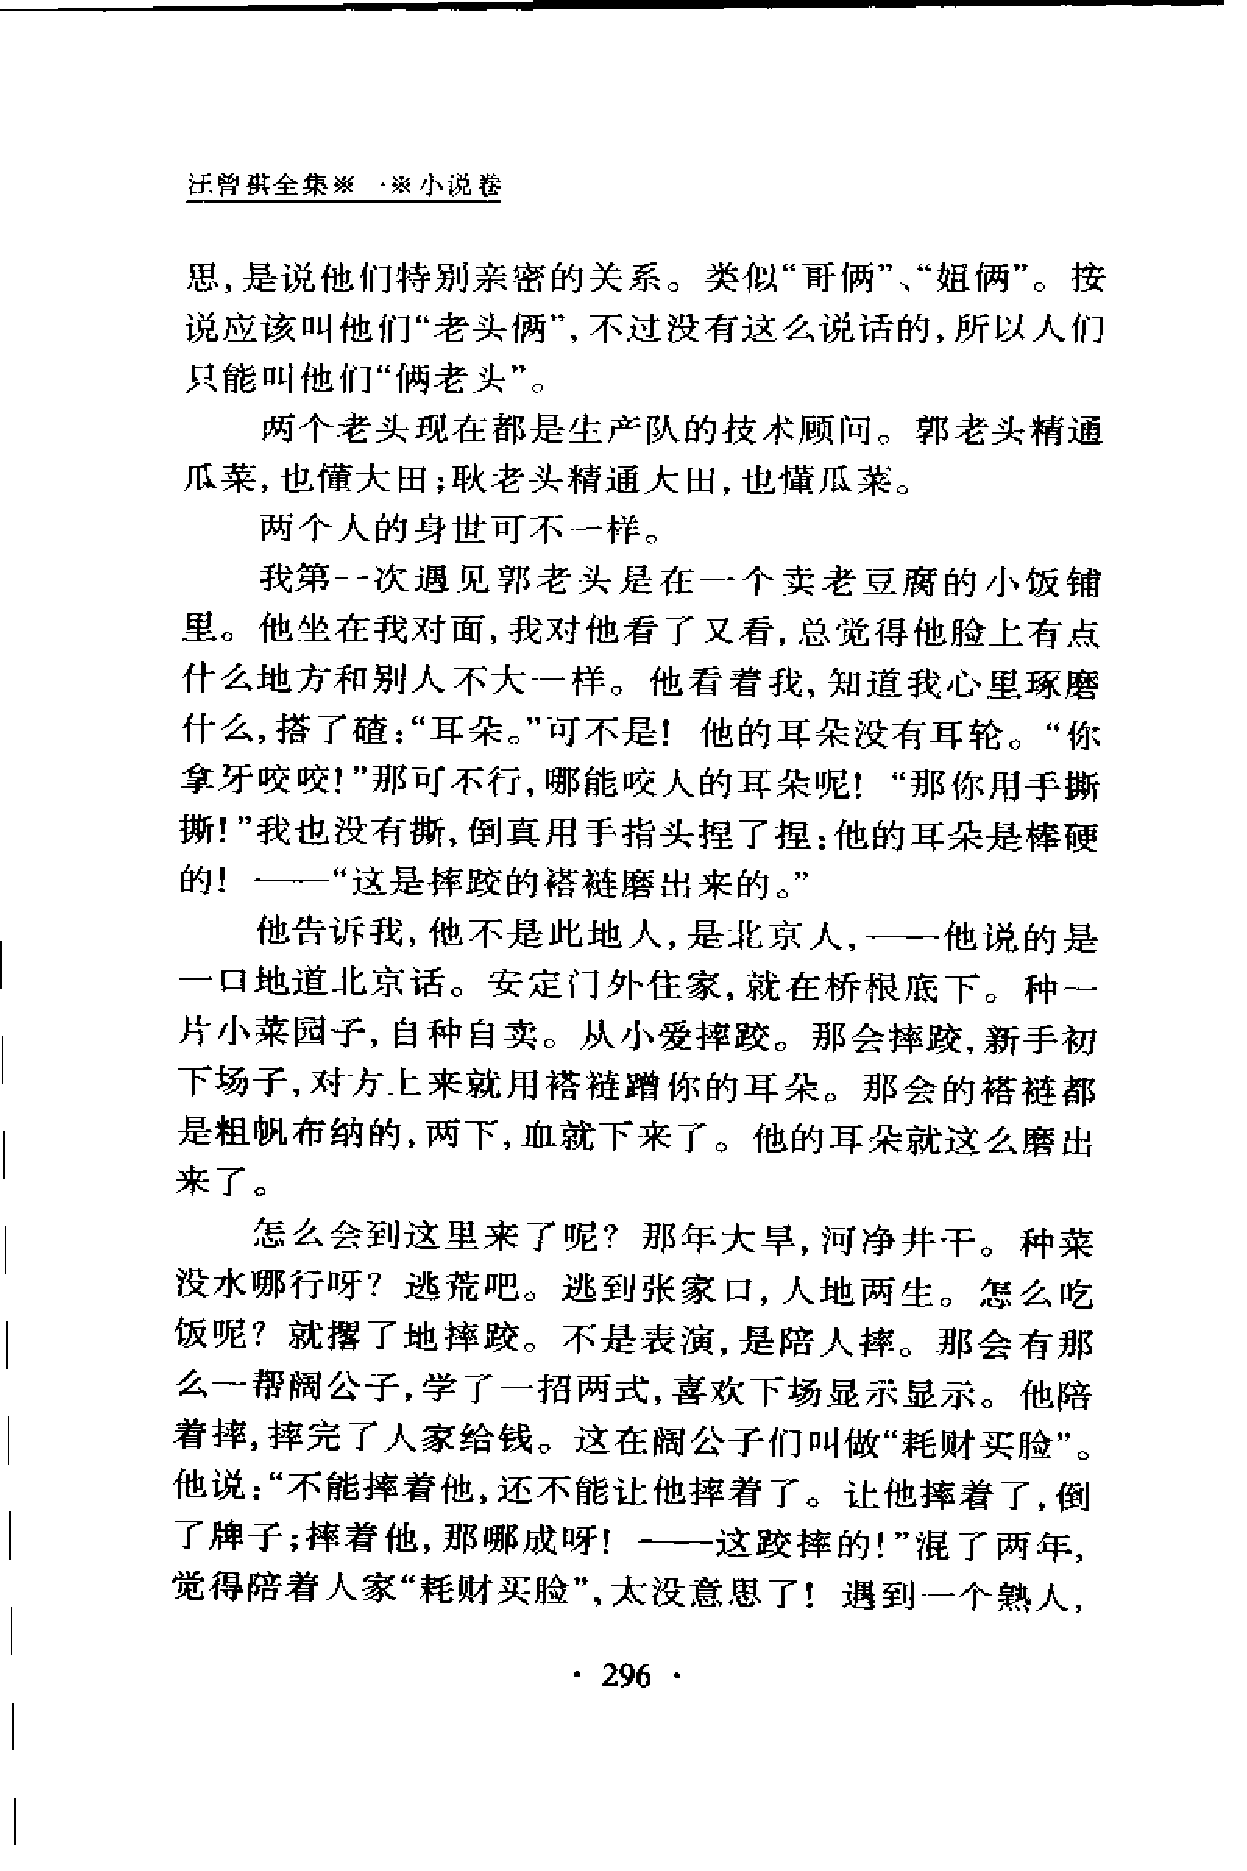 汪曾祺全集※ 一※小说卷
思,是说他们特别亲密的关系。类似“哥俩”、“姐俩”。按
说应该叫他们“老头俩”,不过没有这么说话的,所以人们
只能叫他们“俩老头”。
两个老头现在都是生产队的技术顾问。郭老头精通
瓜菜,也懂大田;耿老头精通大田,也懂瓜菜。
两个人的身世可不一样。
我第一次遇见郭老头是在一个卖老豆腐的小饭铺
里。他坐在我对面,我对他看了又看,总觉得他脸上有点
什么地方和别人不大一样。他看着我,知道我心里琢磨
什么,搭了碴:“耳朵。”可不是!他的耳朵没有耳轮。“你
拿牙咬咬!”那可不行,哪能咬人的耳朵呢!“那你用手撕
撕!”我也没有撕,倒真用手指头捏了捏:他的耳朵是棒硬
的!——“这是摔跤的褡裢磨出来的。”
他告诉我,他不是此地人,是北京人,——他说的是
一口地道北京话。安定门外住家,就在桥根底下。种一
片小菜园子,自种自卖。从小爱摔跤。那会摔跤,新手初
下场子,对方上来就用褡裢蹭你的耳朵。那会的褡裢都
是粗帆布纳的,两下,血就下来了。他的耳朵就这么磨出
来了。
怎么会到这里来了呢?那年大旱,河净井干。种菜
没水哪行呀?逃荒吧。逃到张家口,人地两生。怎么吃
饭呢?就撂了地摔跤。不是表演,是陪人摔。那会有那
么一帮阔公子,学了一招两式,喜欢下场显示显示。他陪
着摔,摔完了人家给钱。这在阔公子们叫做“耗财买脸”。
他说:“不能摔着他,还不能让他摔着了。让他摔着了,倒
了牌子;摔着他,那哪成呀!——这跤摔的!”混了两年,
觉得陪着人家“耗财买脸”,太没意思了!遇到一个熟人,
· 296 ·